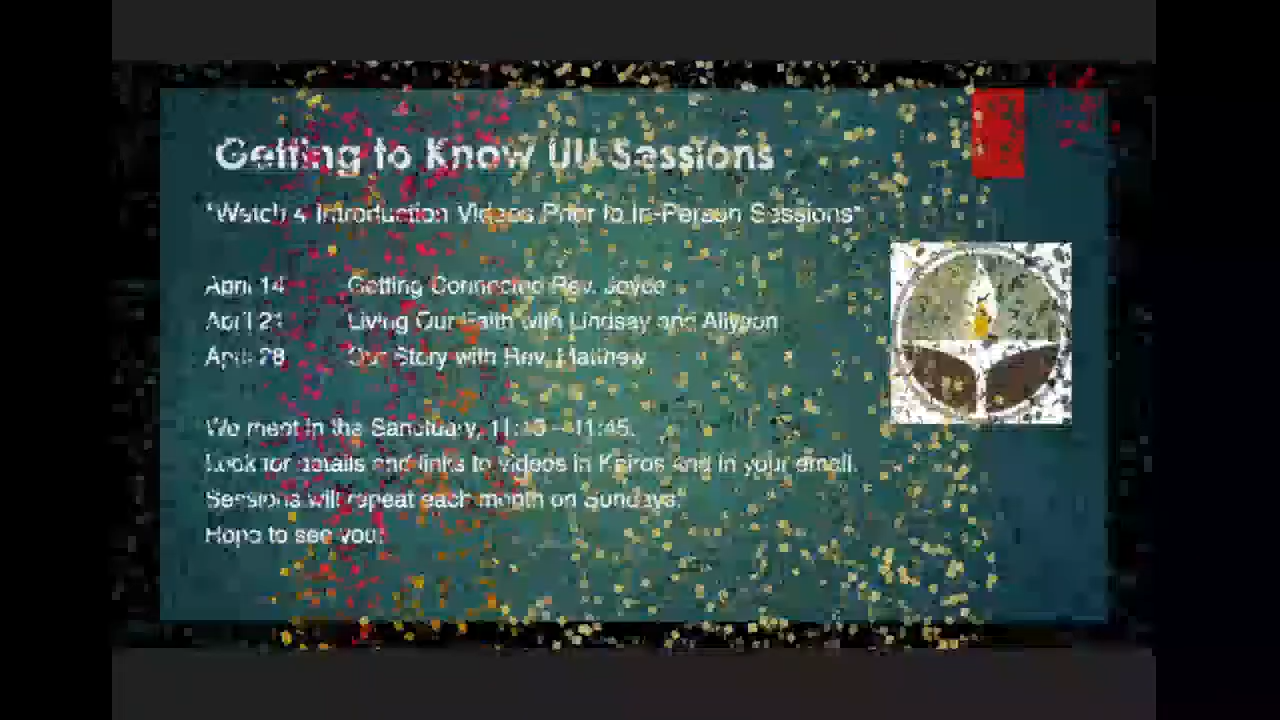 Getting to Know UU Sessions
*Watch 4 Introduction Videos Prior to In-Person Sessions*
April 14 Getting Connected Rev. Joyce
April 21 Living Our Faith with Lindsay and Allyson
April 28 Our Story with Rev. Matthew
We meet in the Sanctuary, 11:45.
Look for details and links to videos in Kairos and in your email.
Sessions will repeat each month on Sundays!
Hope to see you!